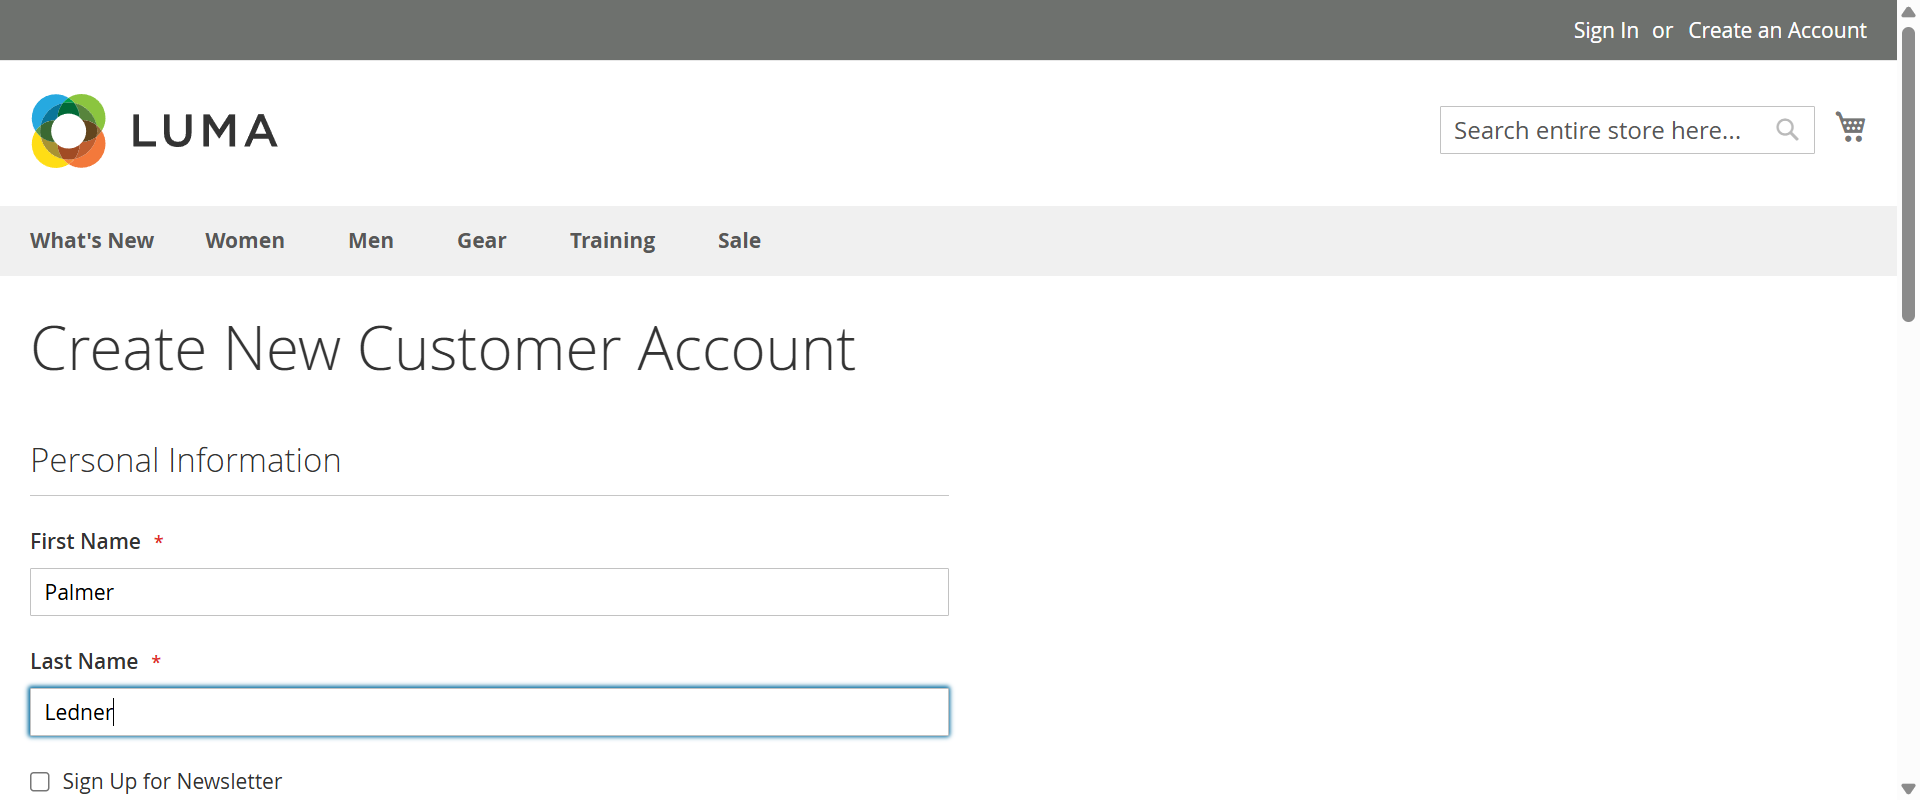 Sign In or Create an Account
LUMA
Search entire store here...
What's New Women Men Gear Training Sale
Create New Customer Account
Personal Information
First Name *
Palmer
Last Name *
Ledner
Sign Up for Newsletter